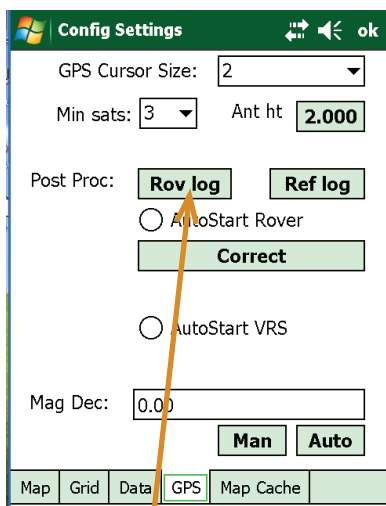 Config Settings ok
GPS Cursor Size: 2
Min sats: 3 Ant ht 2.000
Post Proc: Rov log Ref log
AutoStart Rover
Correct
AutoStart VRS
Mag Dec: 0.00
Man Auto
Map Grid Data GPS Map Cache